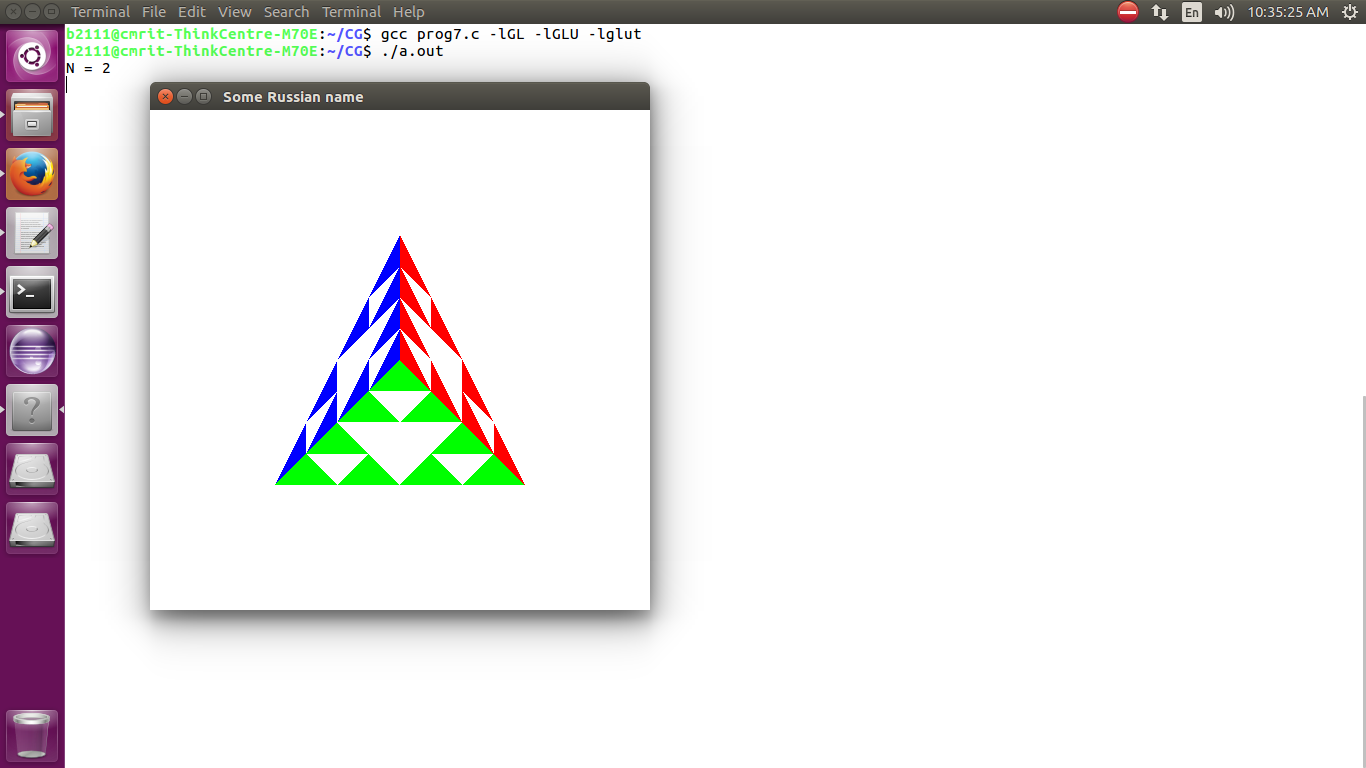 Terminal File Edit View Search Terminal Help En 10:35:25 AM
b2111@cmrit-ThinkCentre-M70E:~/CG$ gcc prog7.c -lGL -lGLU -lglut
b2111@cmrit-ThinkCentre-M70E:~/CG$ ./a.out
N = 2
Some Russian name